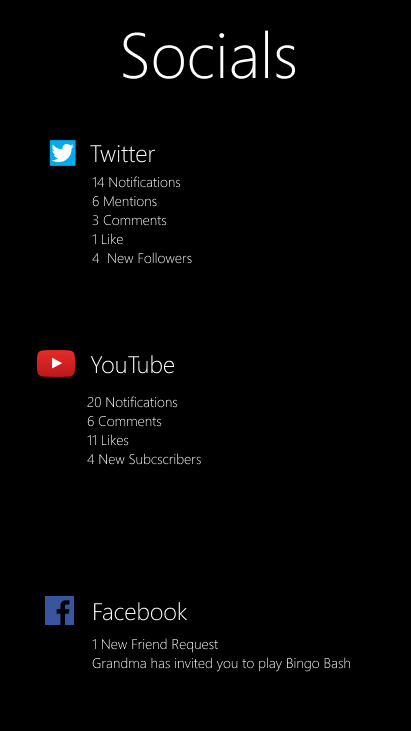 Socials
Twitter
14 Notifications
6 Mentions
3 Comments
1 Like
4  New Followers
YouTube
20 Notifications
6 Comments
11 Likes
4 New Subcscribers
Facebook
1 New Friend Request
Grandma has invited you to play Bingo Bash